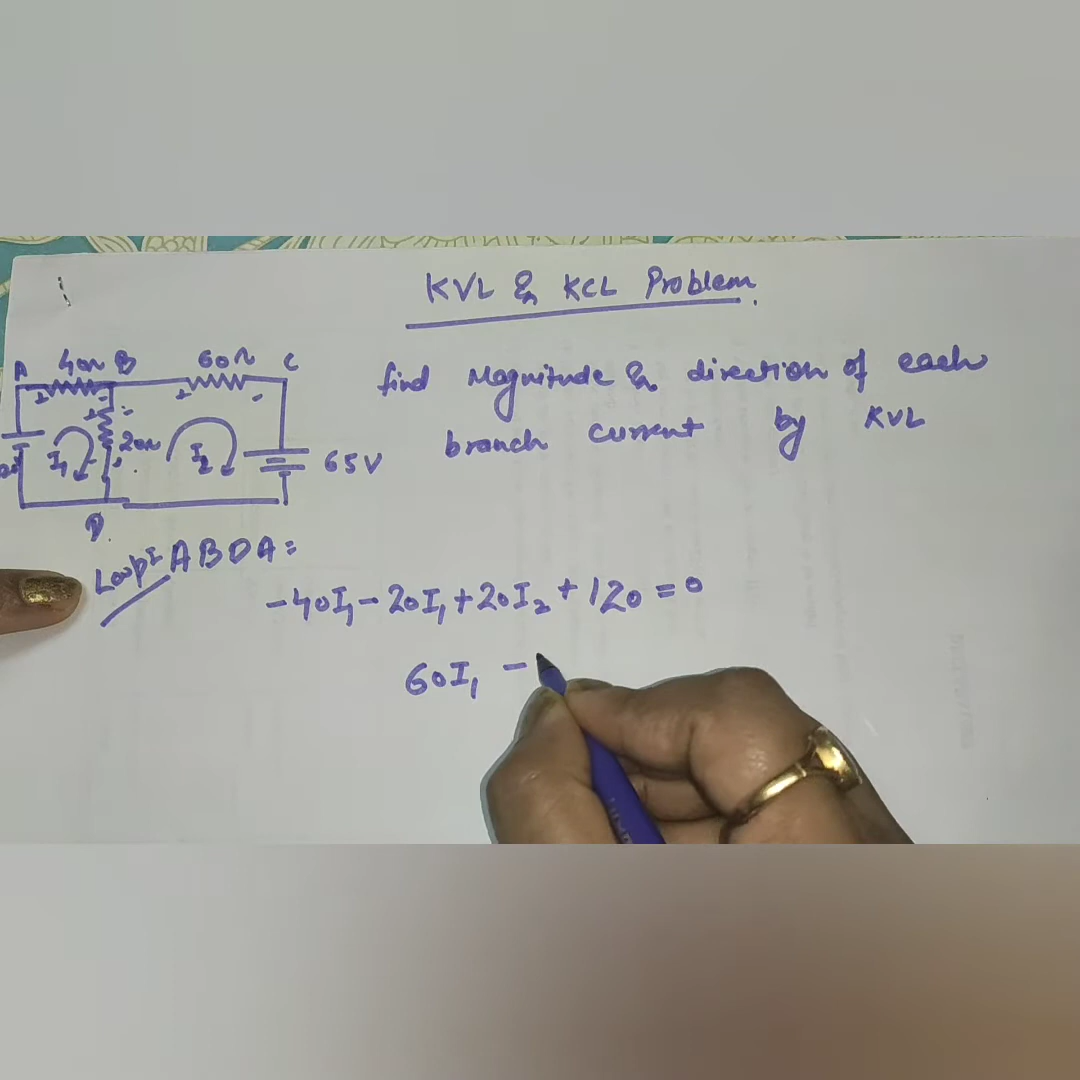 KVL & KCL Problem.
find Magnitude & direction of each
branch current by KVL
A 40Ω B 60Ω C
20Ω
I₁
I₂
65V
D.
Loop I ABDA=
-40I₁-20I₁+20I₂+120=0
60I₁ -